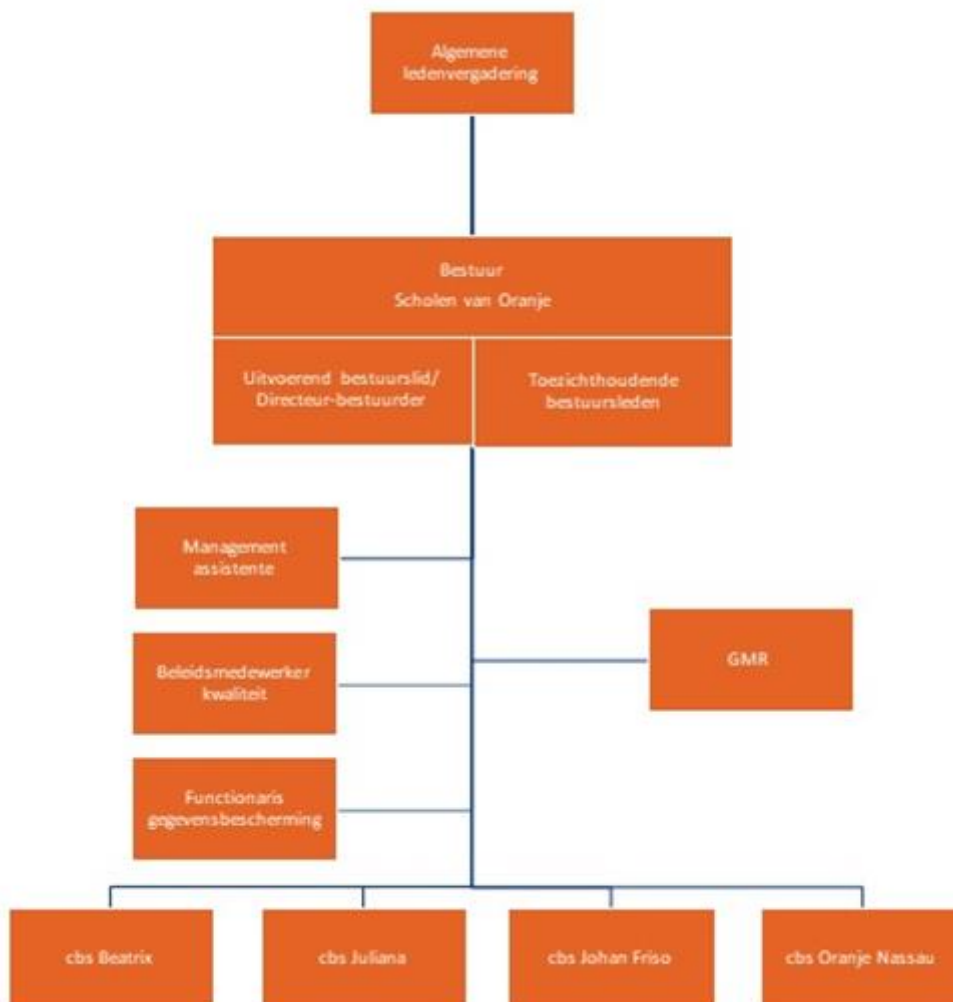 Algemene
ledenvergadering
Bestuur
Scholen van Oranje
Uitvoerend bestuurslid/
Directeur-bestuurder
Toezichthoudende
bestuursleden
Management
assistente
Beleidsmedewerker
kwaliteit
GMR
Functionaris
gegevensbescherming
cbs Beatrix
cbs Juliana
cbs Johan Friso
cbs Oranje Nassau